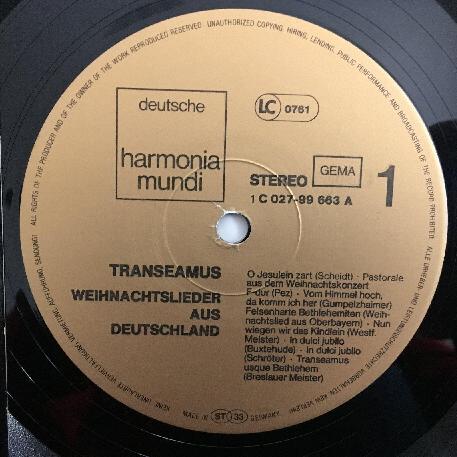 deutsche
harmonia
mundi
LC 0761
STEREO
GEMA
1
1 C 027-99 663 A
TRANSEAMUS
WEIHNACHTSLIEDER
AUS
DEUTSCHLAND
O Jesulein zart (Scheidt) · Pastorale
aus dem Weihnachtskonzert
F-dur (Pez) · Vom Himmel hoch,
da komm ich her (Gumpelzhaimer)
Felsenharte Bethlehemiten (Weih-
nachtslied aus Oberbayern) · Nun
wiegen wir das Kindlein (Westf.
Meister) · In dulci jubilo
(Buxtehude) · In dulci jubilo
(Schröter) · Transeamus
usque Bethlehem
(Breslauer Meister)
ALL RIGHTS OF THE PRODUCER AND OF THE OWNER OF THE WORK REPRODUCED RESERVED. UNAUTHORIZED COPYING, HIRING, LENDING, PUBLIC PERFORMANCE AND BROADCASTING OF THE RECORD PROHIBITED.
MADE IN ST 33 GERMANY